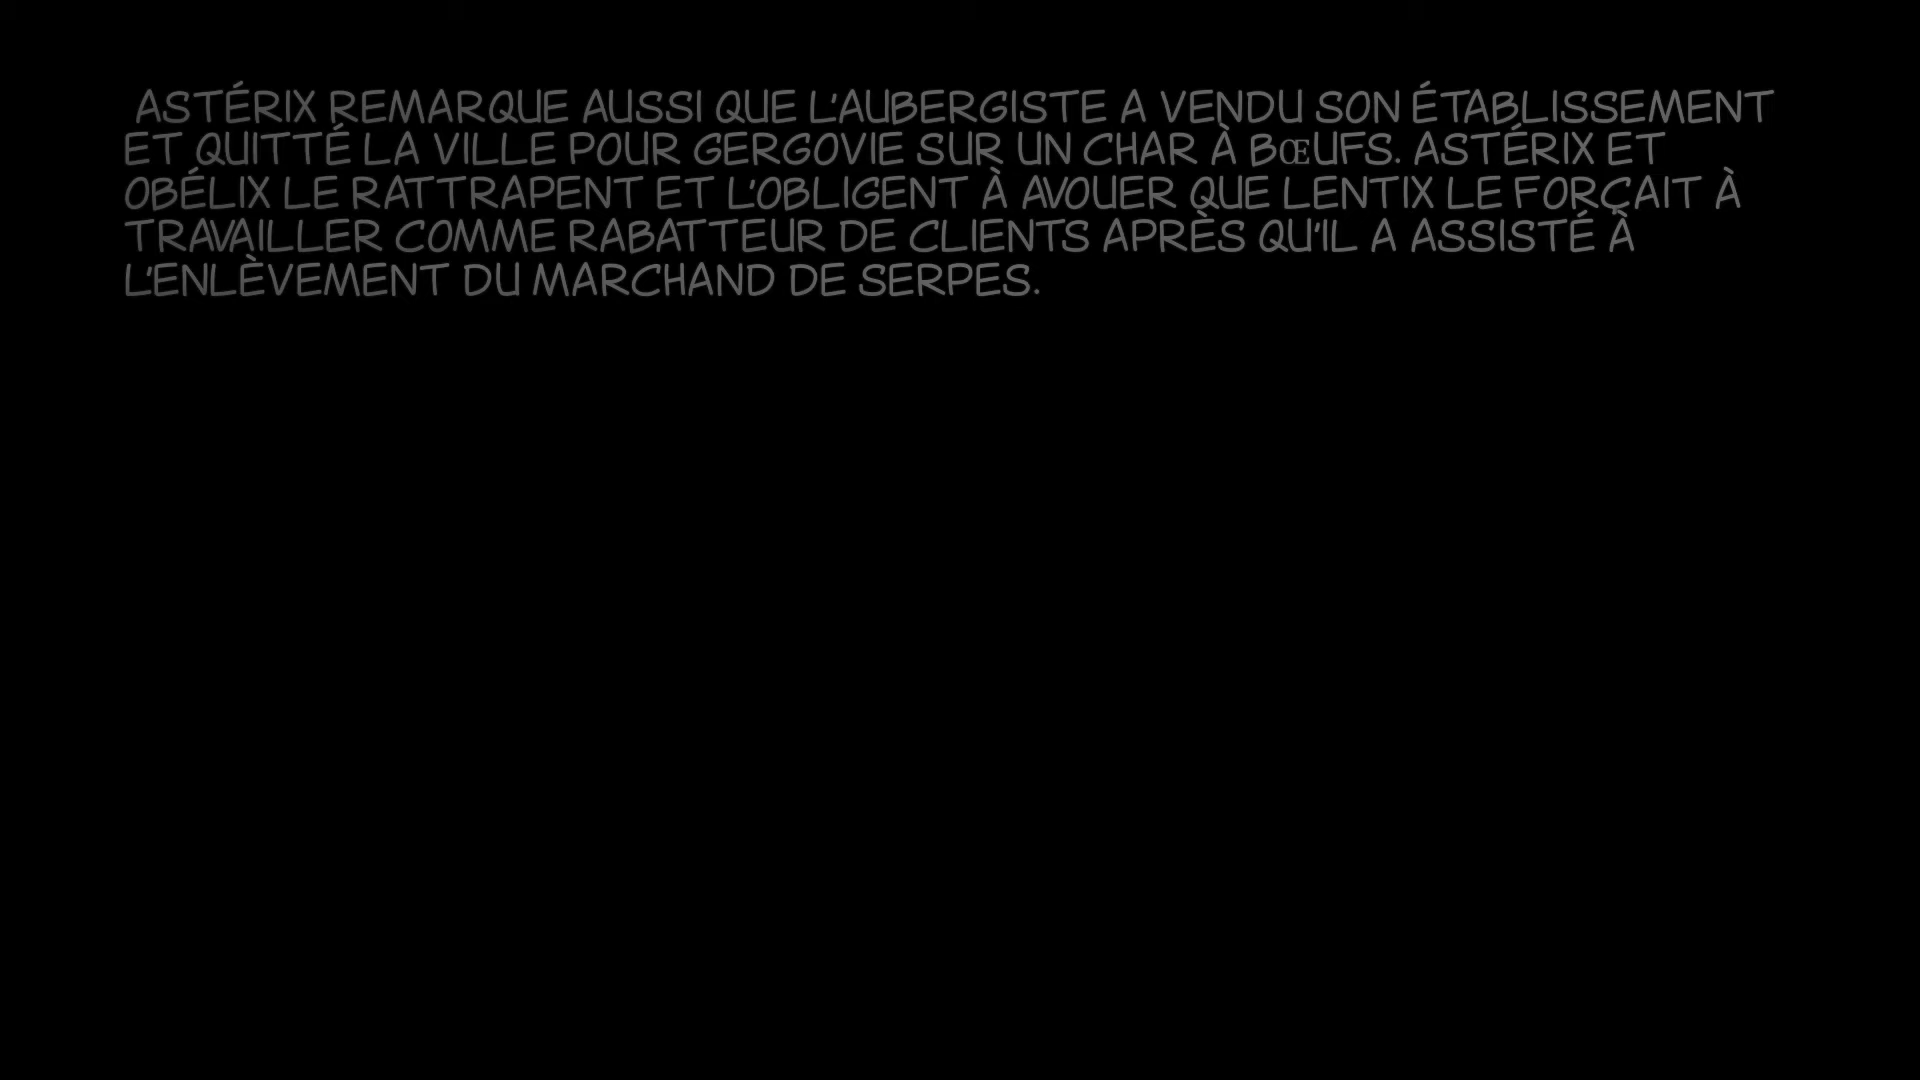 ASTÉRIX REMARQUE AUSSI QUE L'AUBERGISTE A VENDU SON ÉTABLISSEMENT
ET QUITTÉ LA VILLE POUR GERGOVIE SUR UN CHAR À BŒUFS. ASTÉRIX ET
OBÉLIX LE RATTRAPENT ET L'OBLIGENT À AVOUER QUE LENTIX LE FORÇAIT À
TRAVAILLER COMME RABATTEUR DE CLIENTS APRÈS QU'IL A ASSISTÉ À
L'ENLÈVEMENT DU MARCHAND DE SERPES.